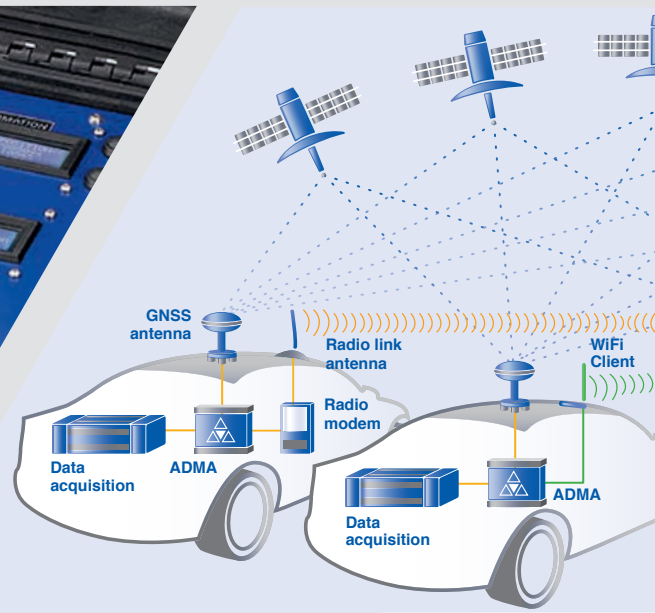 GNSS
antenna
Radio link
antenna
WiFi
Client
Radio
modem
Data
acquisition
ADMA
ADMA
Data
acquisition